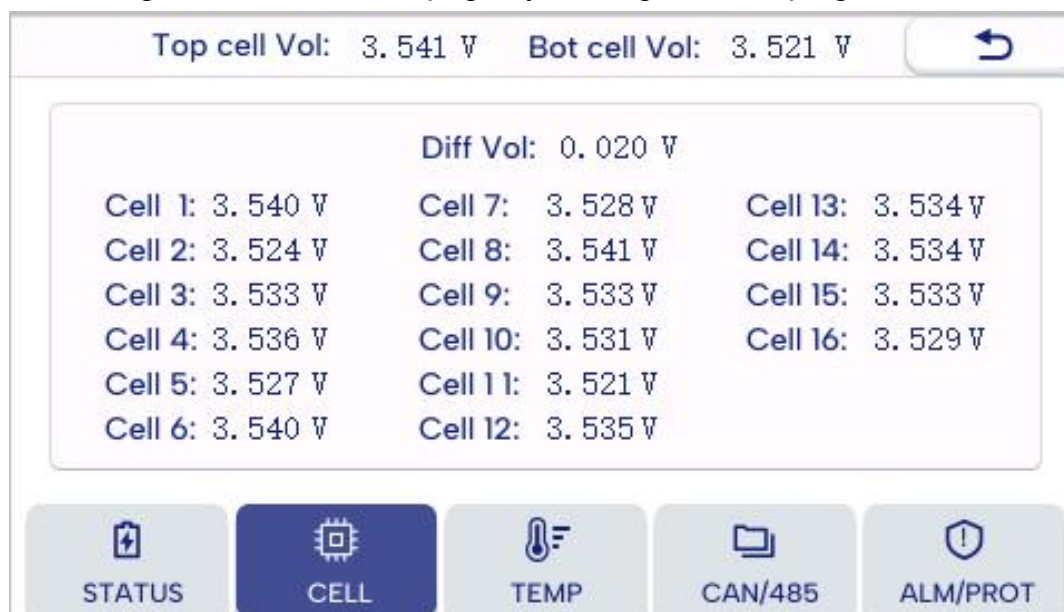 Top cell Vol: 3.541 V Bot cell Vol: 3.521 V
Diff Vol: 0.020 V
Cell 1: 3.540 V Cell 7: 3.528 V Cell 13: 3.534 V
Cell 2: 3.524 V Cell 8: 3.541 V Cell 14: 3.534 V
Cell 3: 3.533 V Cell 9: 3.533 V Cell 15: 3.533 V
Cell 4: 3.536 V Cell 10: 3.531 V Cell 16: 3.529 V
Cell 5: 3.527 V Cell 11: 3.521 V
Cell 6: 3.540 V Cell 12: 3.535 V
STATUS CELL TEMP CAN/485 ALM/PROT